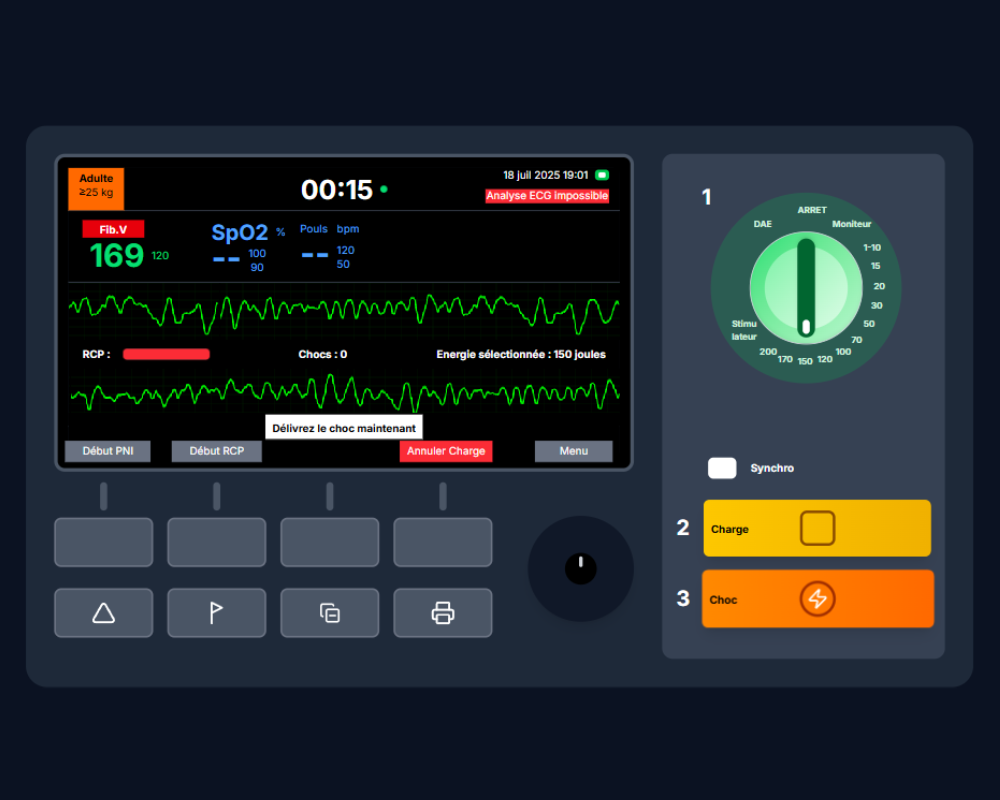 Adulte
≥25 kg
00:15
18 juil 2025 19:01
Analyse ECG impossible
Fib.V
169 120
SpO2 %
-- 100
90
Pouls bpm
-- 120
50
RCP :
Chocs : 0
Energie sélectionnée : 150 joules
Délivrez le choc maintenant
Début PNI
Début RCP
Annuler Charge
Menu
1
ARRET
DAE
Moniteur
1-10
15
20
30
50
70
100
120
150
170
200
Stimu
lateur
Synchro
2 Charge
3 Choc